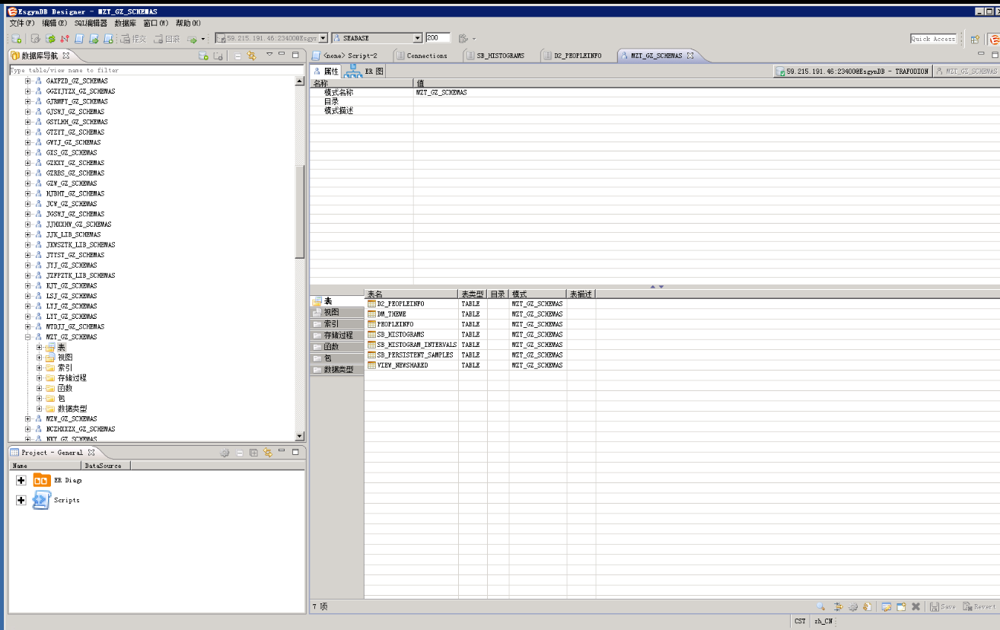 EsgynDB Designer - MZT_GZ_SCHEMAS
文件(F) 编辑(E) SQL编辑器 数据库 窗口(W) 帮助(H)
提交 回滚 59.215.191.46:23400@Esgyn SEABASE 200 Quick Access
数据库导航
Type table/view name to filter
GAXFZD_GZ_SCHEMAS
GGZYJYZX_GZ_SCHEMAS
GJRMFY_GZ_SCHEMAS
GJSWJ_GZ_SCHEMAS
GSYLHH_GZ_SCHEMAS
GTZYT_GZ_SCHEMAS
GWYJ_GZ_SCHEMAS
GXS_GZ_SCHEMAS
GZKXY_GZ_SCHEMAS
GZRBS_GZ_SCHEMAS
GZW_GZ_SCHEMAS
HJBHT_GZ_SCHEMAS
JCW_GZ_SCHEMAS
JGSWJ_GZ_SCHEMAS
JJHXXHW_GZ_SCHEMAS
JJK_LIB_SCHEMAS
JKWSZTK_LIB_SCHEMAS
JTYST_GZ_SCHEMAS
JYJ_GZ_SCHEMAS
JZFPZTK_LIB_SCHEMAS
KJT_GZ_SCHEMAS
LSJ_GZ_SCHEMAS
LYJ_GZ_SCHEMAS
LYT_GZ_SCHEMAS
MTDJJ_GZ_SCHEMAS
MZT_GZ_SCHEMAS
表
视图
索引
存储过程
函数
包
数据类型
MZW_GZ_SCHEMAS
NCZHXXZX_GZ_SCHEMAS
NKY_GZ_SCHEMAS
Project - General
Name DataSource
ER Diagr
Scripts
<none> Script-2 Connections SB_HISTOGRAMS D2_PEOPLEINFO MZT_GZ_SCHEMAS
属性 ER 图 59.215.191.46:23400@EsgynDB - TRAFODION MZT_GZ_SCHEMAS
名称 值
模式名称 MZT_GZ_SCHEMAS
目录
模式描述
表
视图
索引
存储过程
函数
包
数据类型
表名 表类型 目录 模式 表描述
D2_PEOPLEINFO TABLE MZT_GZ_SCHEMAS
DM_THEME TABLE MZT_GZ_SCHEMAS
PEOPLEINFO TABLE MZT_GZ_SCHEMAS
SB_HISTOGRAMS TABLE MZT_GZ_SCHEMAS
SB_HISTOGRAM_INTERVALS TABLE MZT_GZ_SCHEMAS
SB_PERSISTENT_SAMPLES TABLE MZT_GZ_SCHEMAS
VIEW_NEWSHARED TABLE MZT_GZ_SCHEMAS
7 项 Save Revert
CST zh_CN